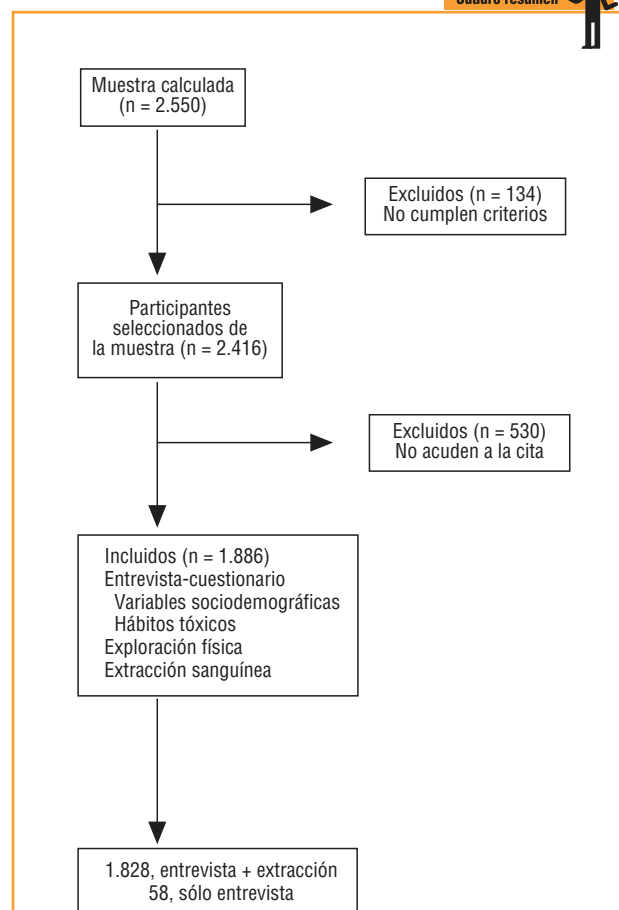 Cuadro resumen
Muestra calculada
(n = 2.550)
Excluidos (n = 134)
No cumplen criterios
Participantes
seleccionados de
la muestra (n = 2.416)
Excluidos (n = 530)
No acuden a la cita
Incluidos (n = 1.886)
Entrevista-cuestionario
Variables sociodemográficas
Hábitos tóxicos
Exploración física
Extracción sanguínea
1.828, entrevista + extracción
58, sólo entrevista